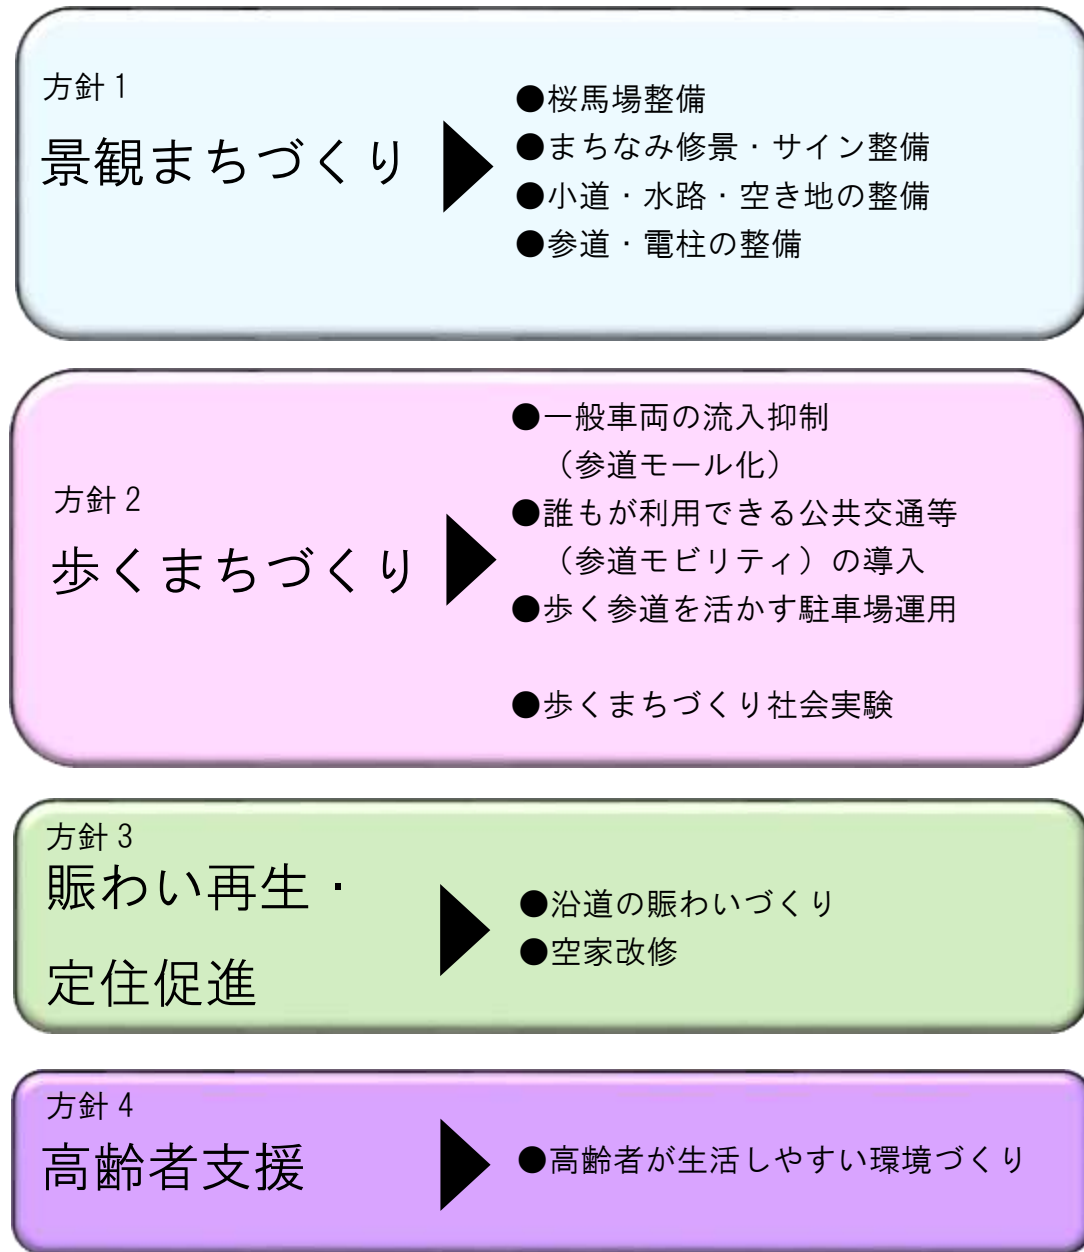 方針1
景観まちづくり
●桜馬場整備
●まちなみ修景・サイン整備
●小道・水路・空き地の整備
●参道・電柱の整備
方針2
歩くまちづくり
●一般車両の流入抑制
（参道モール化）
●誰もが利用できる公共交通等
（参道モビリティ）の導入
●歩く参道を活かす駐車場運用
●歩くまちづくり社会実験
方針3
賑わい再生・
定住促進
●沿道の賑わいづくり
●空家改修
方針4
高齢者支援
●高齢者が生活しやすい環境づくり